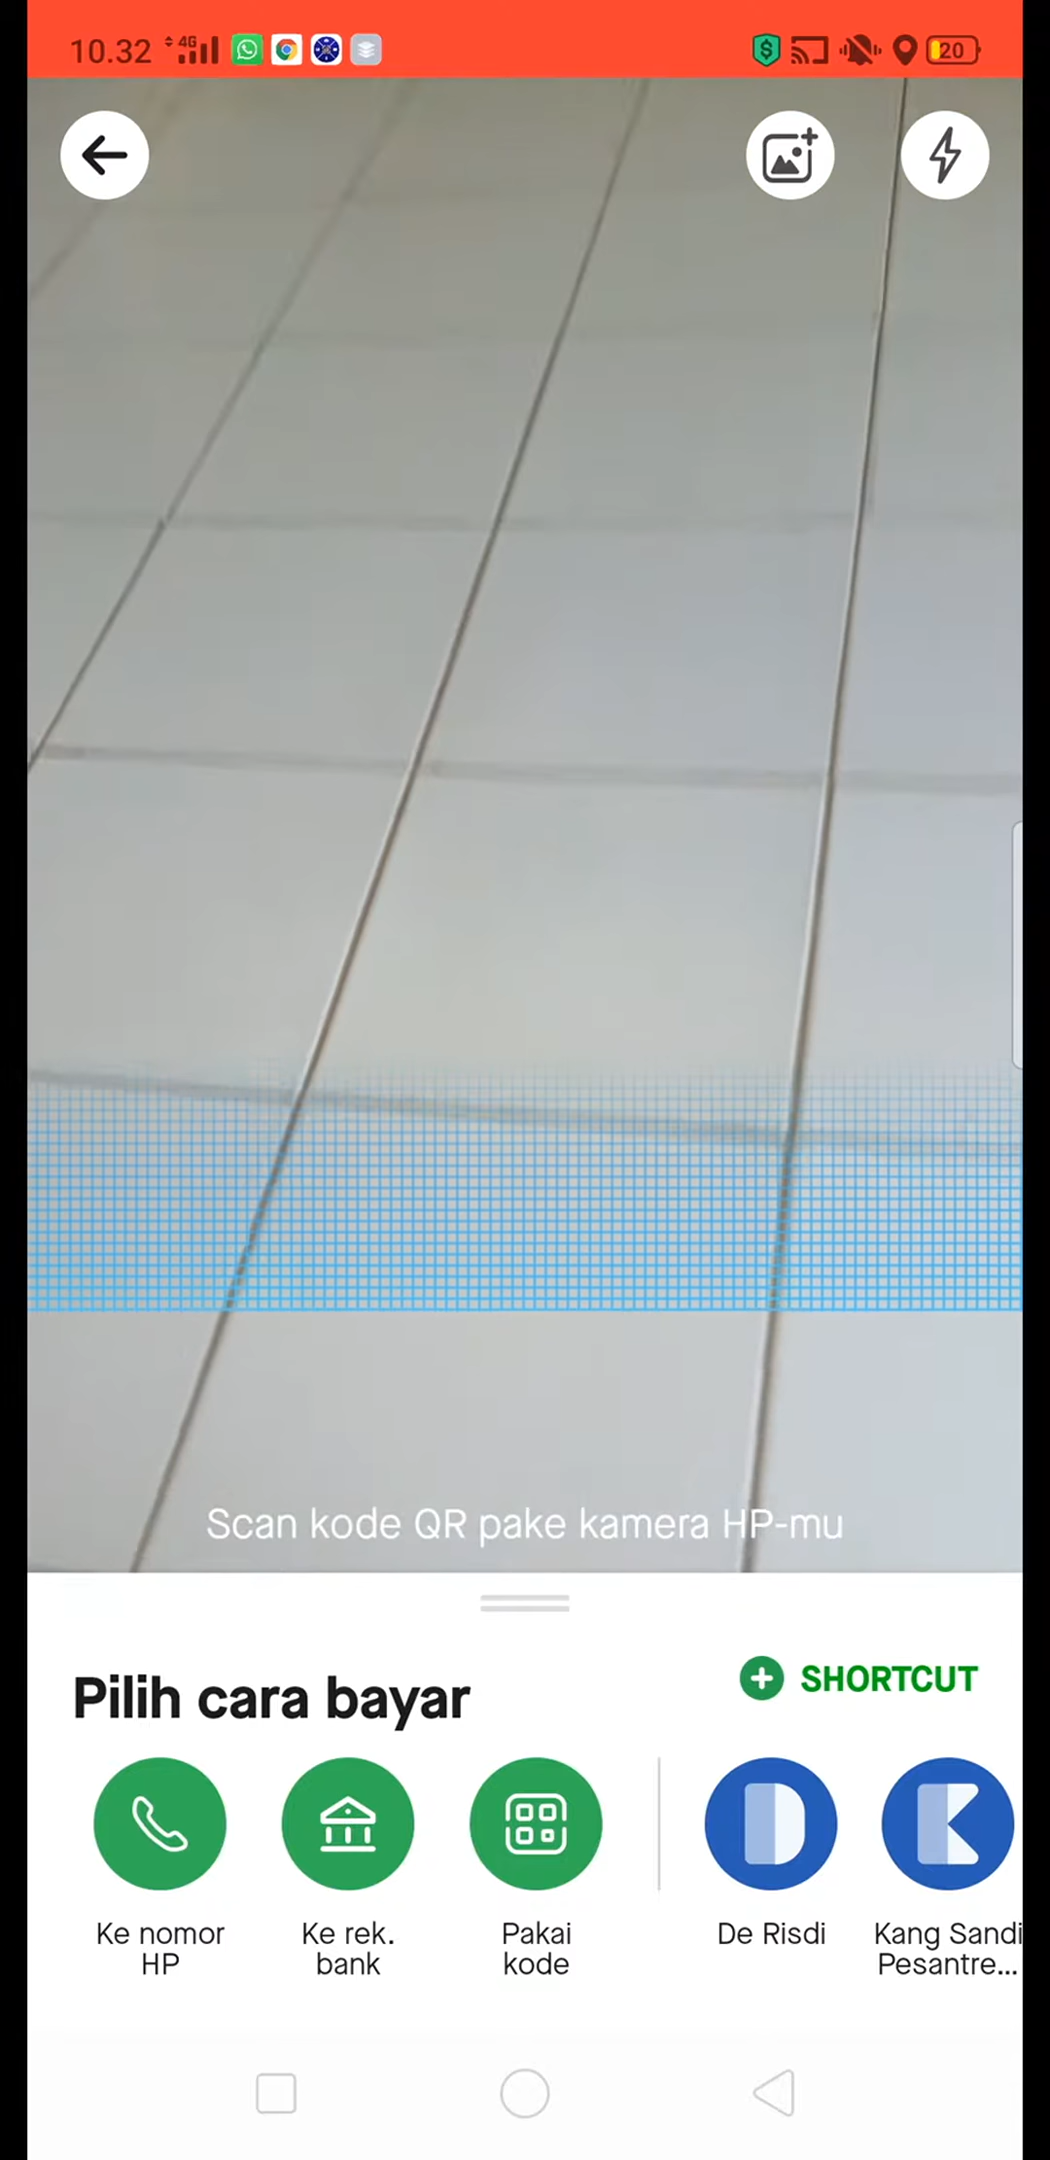 10.32
4G
20
Scan kode QR pake kamera HP-mu
Pilih cara bayar
SHORTCUT
Ke nomor
HP
Ke rek.
bank
Pakai
kode
D
De Risdi
K
Kang Sandi
Pesantre...